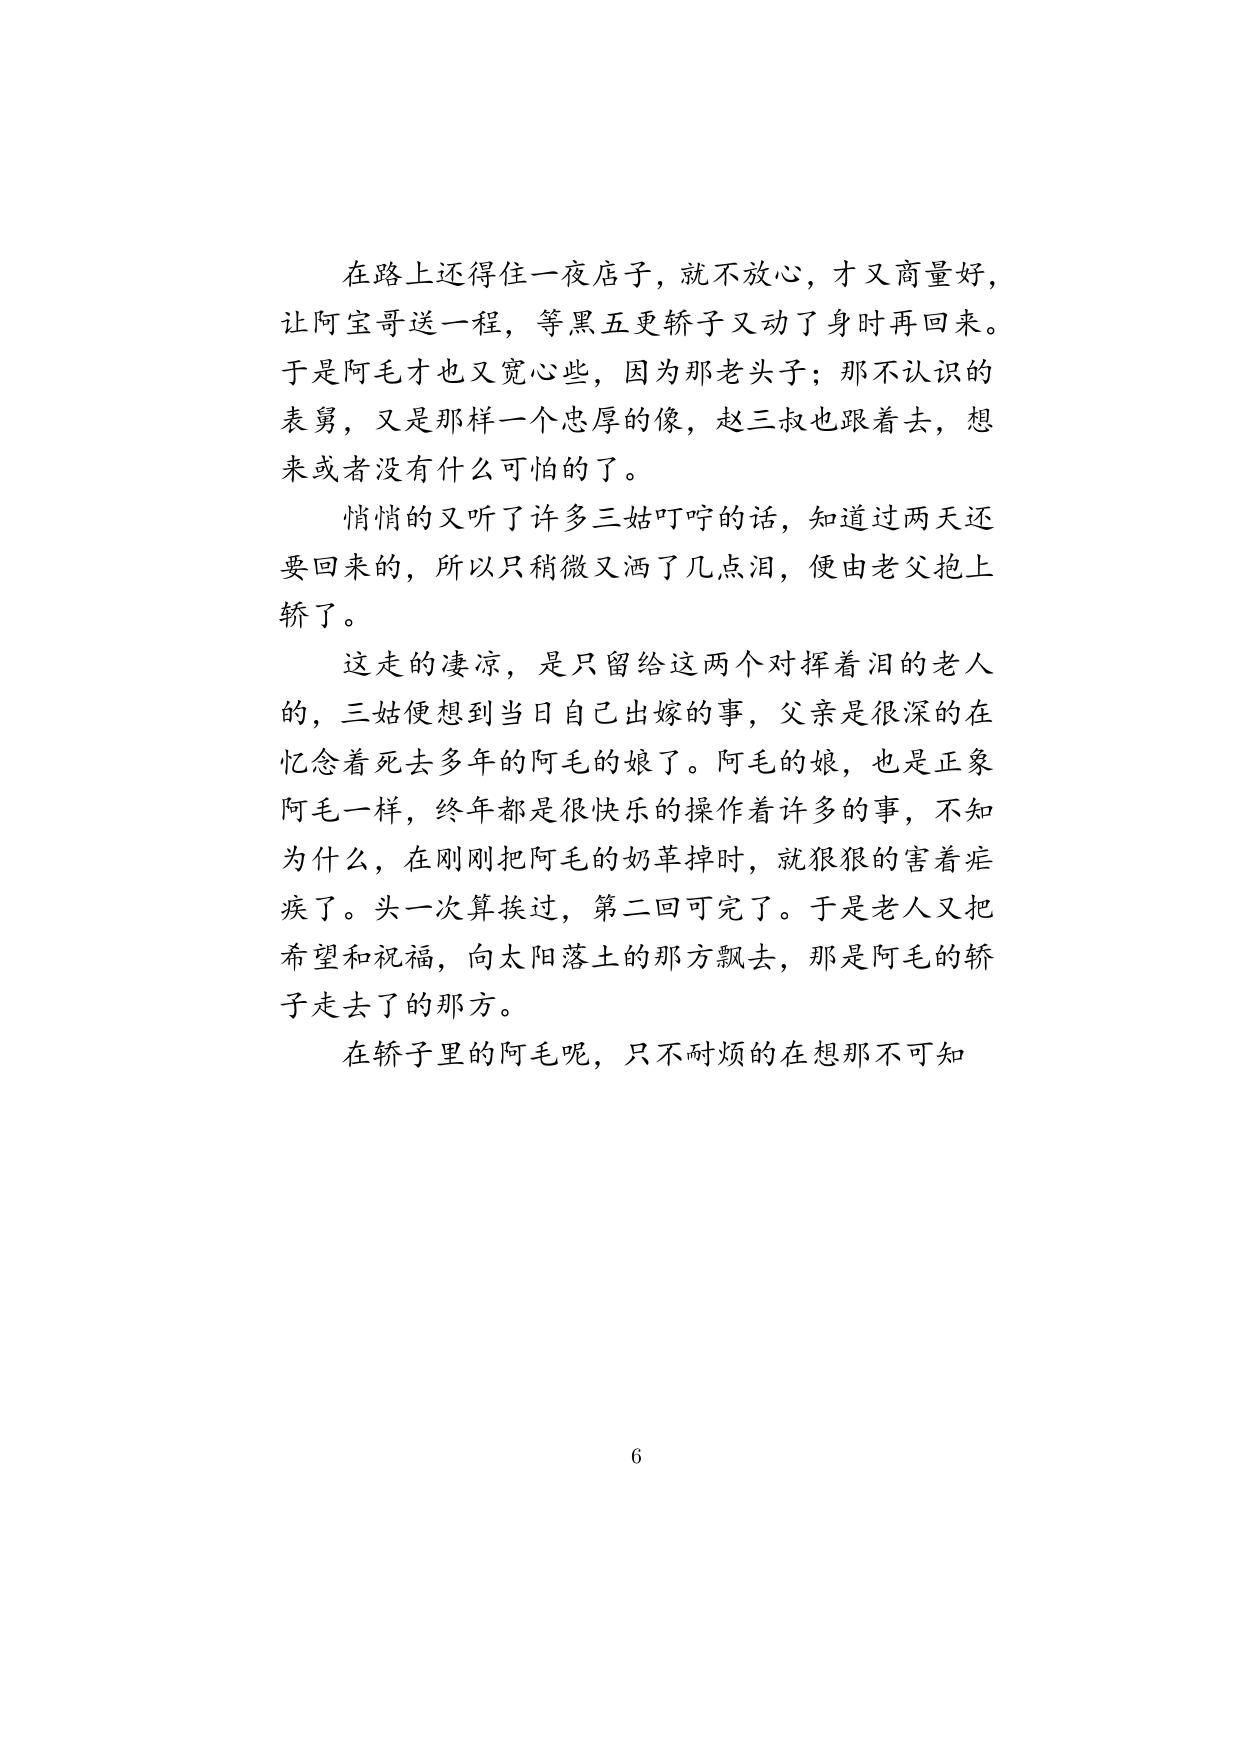 在路上还得住一夜店子，就不放心，才又商量好，
让阿宝哥送一程，等黑五更轿子又动了身时再回来。
于是阿毛才也又宽心些，因为那老头子；那不认识的
表舅，又是那样一个忠厚的像，赵三叔也跟着去，想
来或者没有什么可怕的了。
悄悄的又听了许多三姑叮咛的话，知道过两天还
要回来的，所以只稍微又洒了几点泪，便由老父抱上
轿了。
这走的凄凉，是只留给这两个对挥着泪的老人
的，三姑便想到当日自己出嫁的事，父亲是很深的在
忆念着死去多年的阿毛的娘了。阿毛的娘，也是正象
阿毛一样，终年都是很快乐的操作着许多的事，不知
为什么，在刚刚把阿毛的奶革掉时，就狠狠的害着疟
疾了。头一次算挨过，第二回可完了。于是老人又把
希望和祝福，向太阳落土的那方飘去，那是阿毛的轿
子走去了的那方。
在轿子里的阿毛呢，只不耐烦的在想那不可知
6